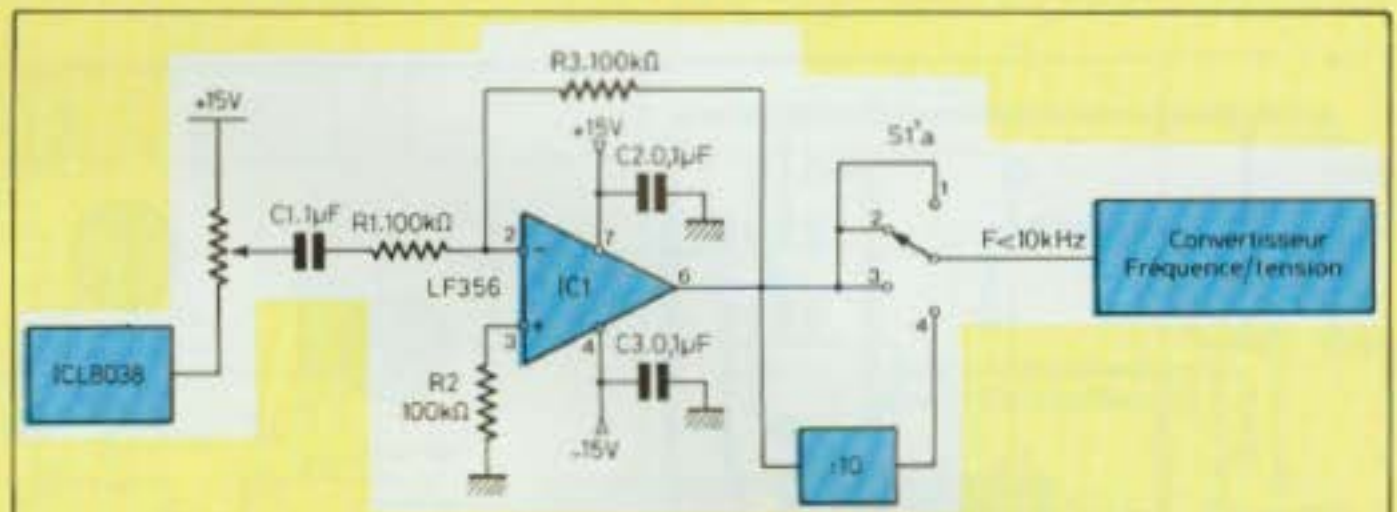 R3.100kΩ
+15V
+15V
S1'a
C2.0,1µF
1
C1.1µF
R1.100kΩ
2
7
2
-
F<10kHz
Convertisseur
Fréquence/tension
LF356
IC1
6
3
+
3
4
4
C3.0,1µF
ICL8038
R2
100kΩ
-15V
:10